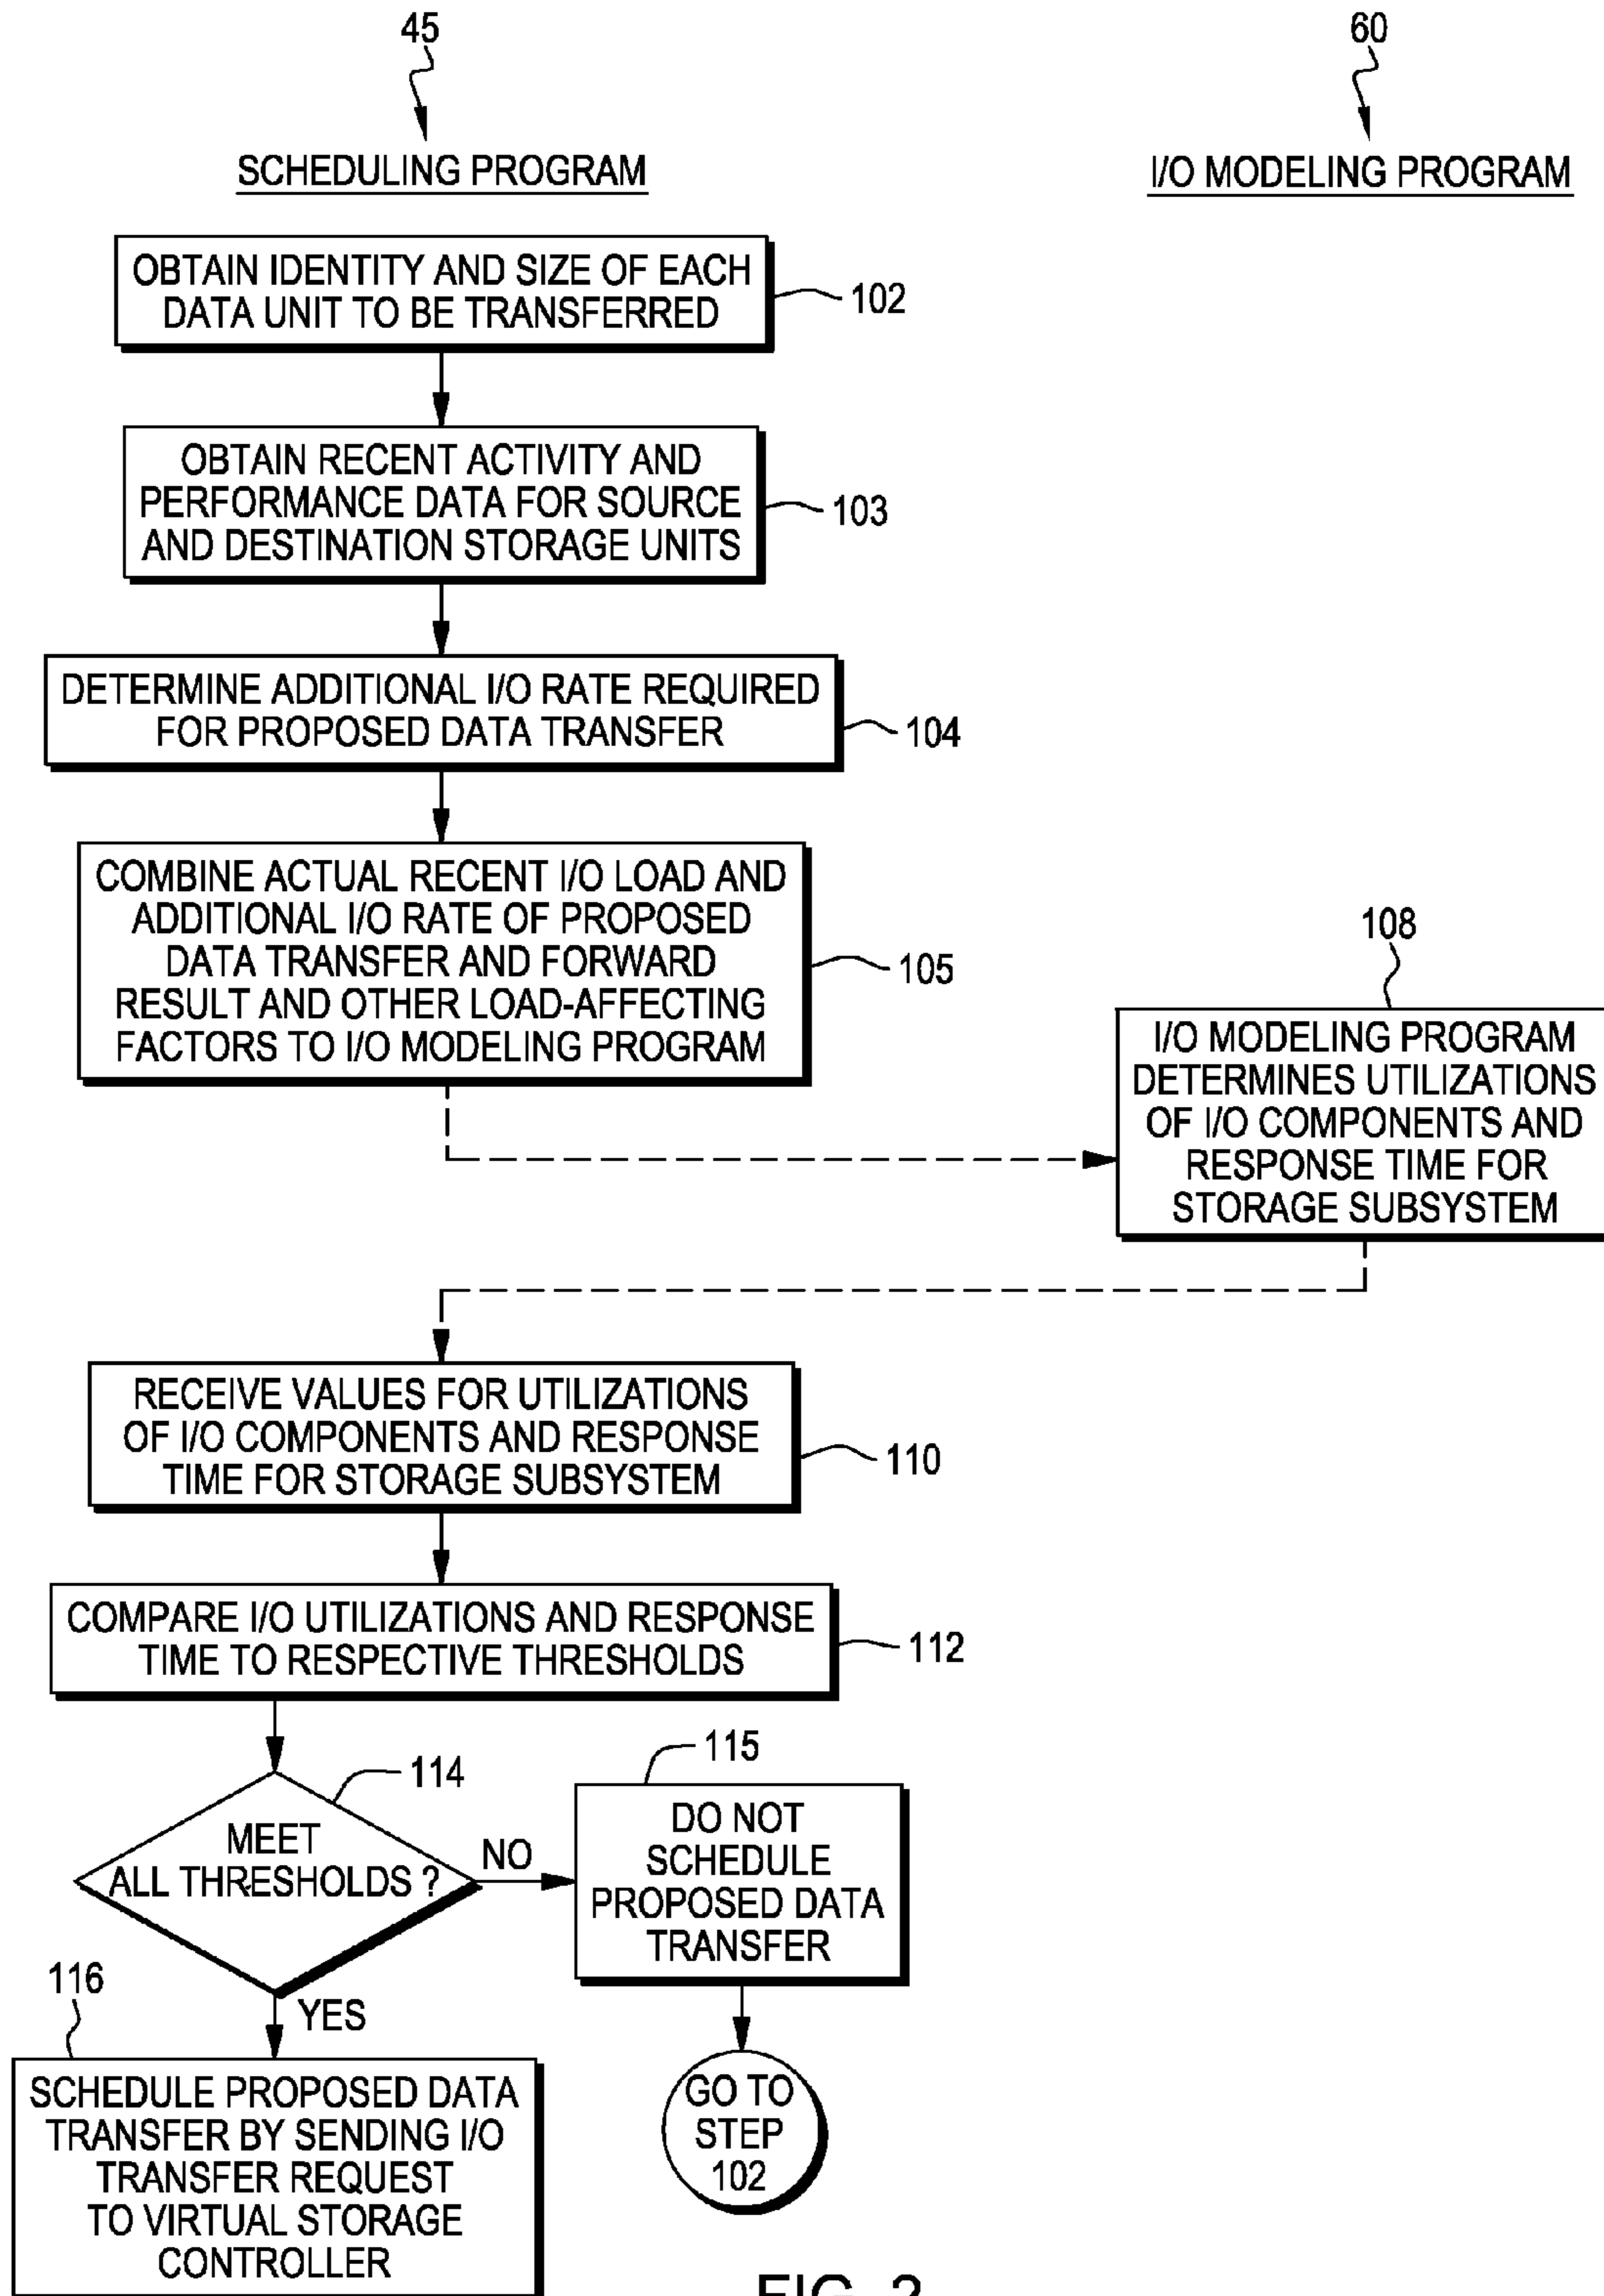 45
60
SCHEDULING PROGRAM
I/O MODELING PROGRAM
OBTAIN IDENTITY AND SIZE OF EACH
DATA UNIT TO BE TRANSFERRED
102
OBTAIN RECENT ACTIVITY AND
PERFORMANCE DATA FOR SOURCE
AND DESTINATION STORAGE UNITS
103
DETERMINE ADDITIONAL I/O RATE REQUIRED
FOR PROPOSED DATA TRANSFER
104
COMBINE ACTUAL RECENT I/O LOAD AND
ADDITIONAL I/O RATE OF PROPOSED
DATA TRANSFER AND FORWARD
RESULT AND OTHER LOAD-AFFECTING
FACTORS TO I/O MODELING PROGRAM
105
108
I/O MODELING PROGRAM
DETERMINES UTILIZATIONS
OF I/O COMPONENTS AND
RESPONSE TIME FOR
STORAGE SUBSYSTEM
RECEIVE VALUES FOR UTILIZATIONS
OF I/O COMPONENTS AND RESPONSE
TIME FOR STORAGE SUBSYSTEM
110
COMPARE I/O UTILIZATIONS AND RESPONSE
TIME TO RESPECTIVE THRESHOLDS
112
114
MEET
ALL THRESHOLDS ?
NO
YES
115
DO NOT
SCHEDULE
PROPOSED DATA
TRANSFER
GO TO
STEP
102
116
SCHEDULE PROPOSED DATA
TRANSFER BY SENDING I/O
TRANSFER REQUEST
TO VIRTUAL STORAGE
CONTROLLER
FIG. 2